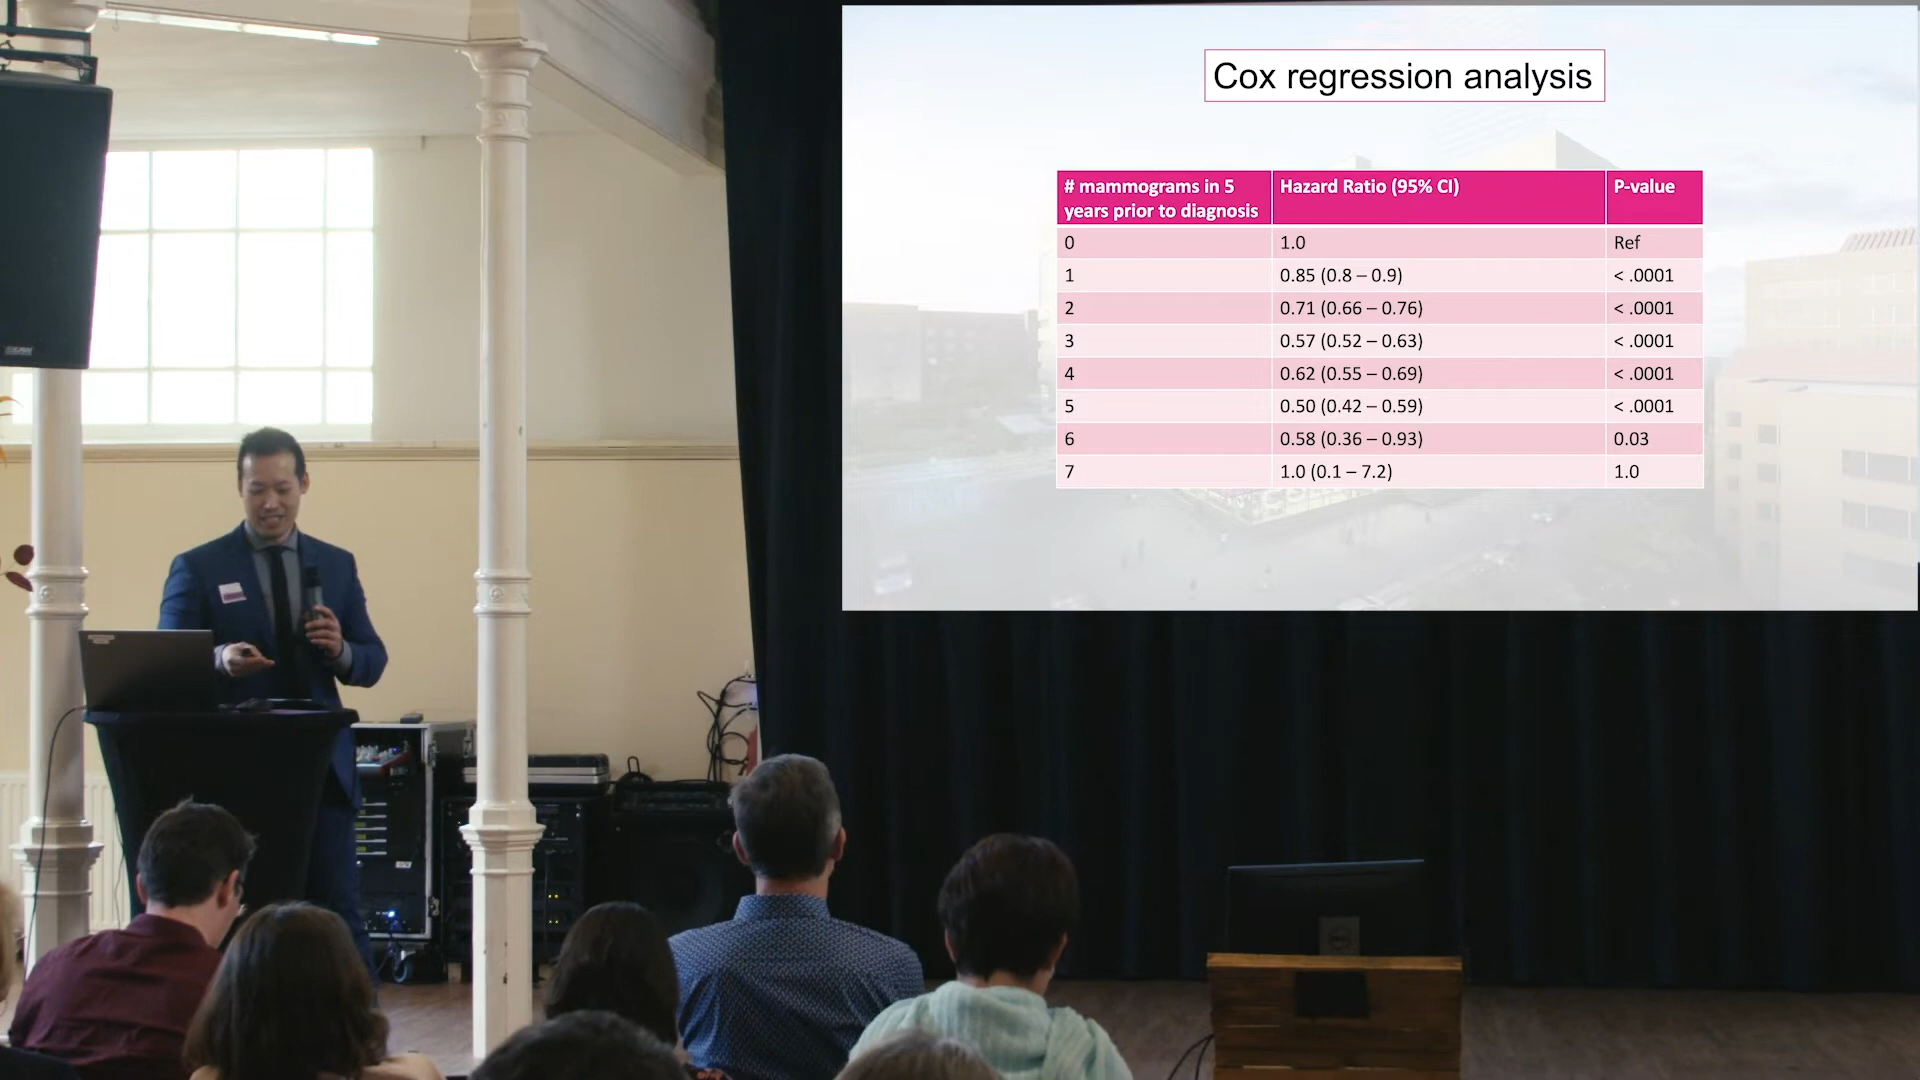 Cox regression analysis
# mammograms in 5 years prior to diagnosis Hazard Ratio (95% CI) P-value
0 1.0 Ref
1 0.85 (0.8 – 0.9) < .0001
2 0.71 (0.66 – 0.76) < .0001
3 0.57 (0.52 – 0.63) < .0001
4 0.62 (0.55 – 0.69) < .0001
5 0.50 (0.42 – 0.59) < .0001
6 0.58 (0.36 – 0.93) 0.03
7 1.0 (0.1 – 7.2) 1.0